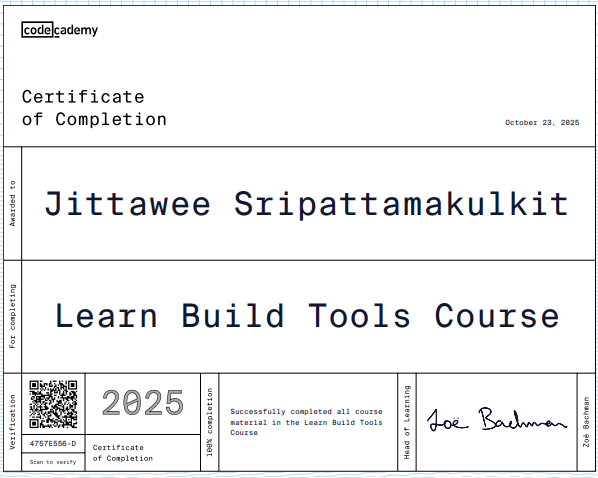 codecademy
Certificate
of Completion
October 23, 2025
Awarded to
Jittawee Sripattamakulkit
For completing
Learn Build Tools Course
Verification
4757E556-D
Scan to verify
2025
Certificate
of Completion
100% completion
Successfully completed all course
material in the Learn Build Tools
Course
Head of Learning
Zoë Bachman
Zoë Bachman